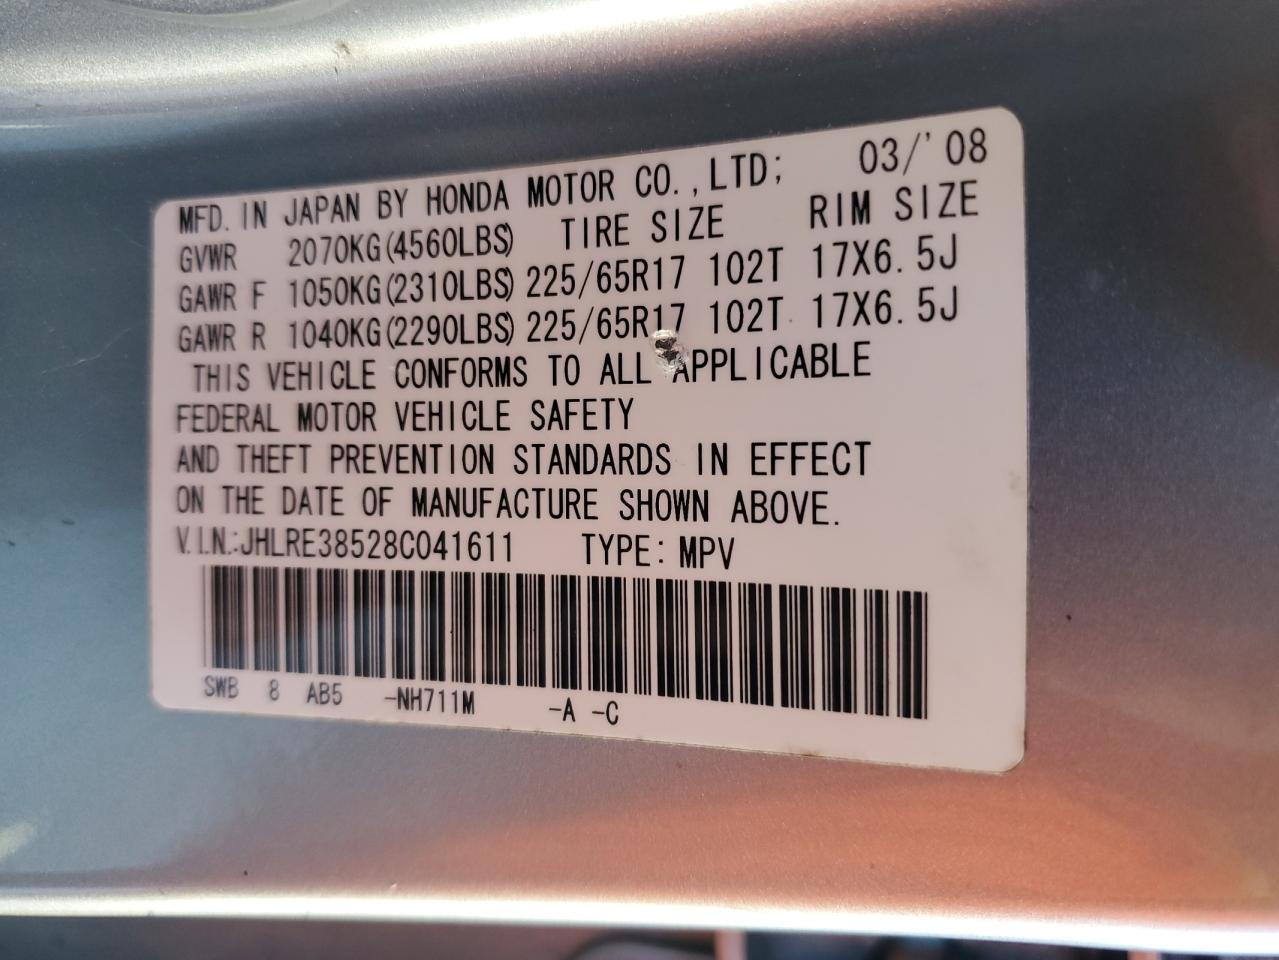 MFD. IN JAPAN BY HONDA MOTOR CO., LTD; 03/'08
GVWR 2070KG(4560LBS) TIRE SIZE RIM SIZE
GAWR F 1050KG(2310LBS) 225/65R17 102T 17X6.5J
GAWR R 1040KG(2290LBS) 225/65R17 102T 17X6.5J
THIS VEHICLE CONFORMS TO ALL APPLICABLE
FEDERAL MOTOR VEHICLE SAFETY
AND THEFT PREVENTION STANDARDS IN EFFECT
ON THE DATE OF MANUFACTURE SHOWN ABOVE.
V.I.N.:JHLRE38528C041611 TYPE: MPV
SWB 8 AB5 -NH711M -A -C